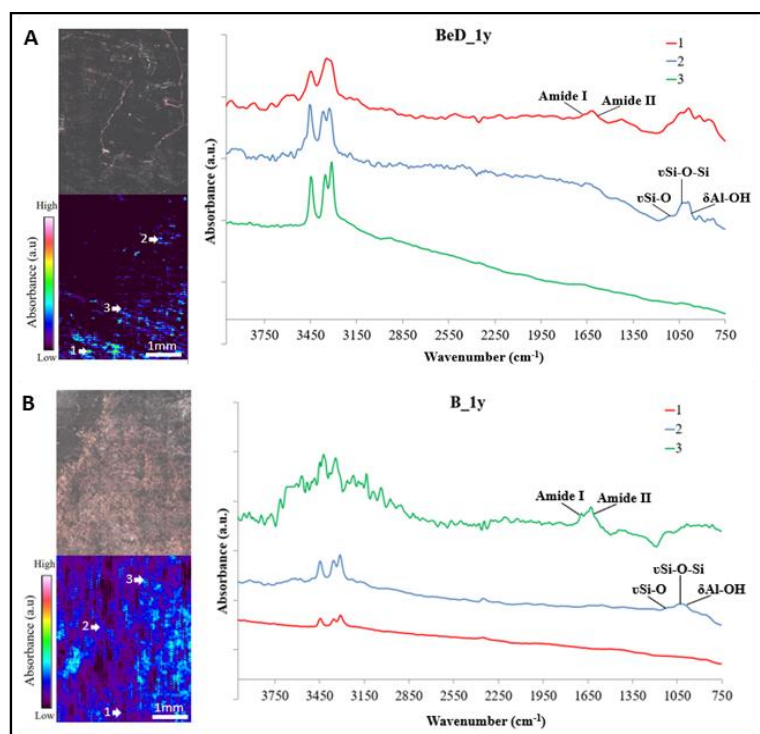 A
BeD_1y
1
2
3
Amide I
Amide II
υSi-O-Si
υSi-O
δAl-OH
High
Absorbance (a.u)
Low
2
3
1
1mm
Absorbance (a.u.)
3750 3450 3150 2850 2550 2250 1950 1650 1350 1050 750
Wavenumber (cm-1)
B
B_1y
1
2
3
Amide I
Amide II
υSi-O-Si
υSi-O
δAl-OH
High
Absorbance (a.u)
Low
3
2
1
1mm
Absorbance (a.u.)
3750 3450 3150 2850 2550 2250 1950 1650 1350 1050 750
Wavenumber (cm-1)